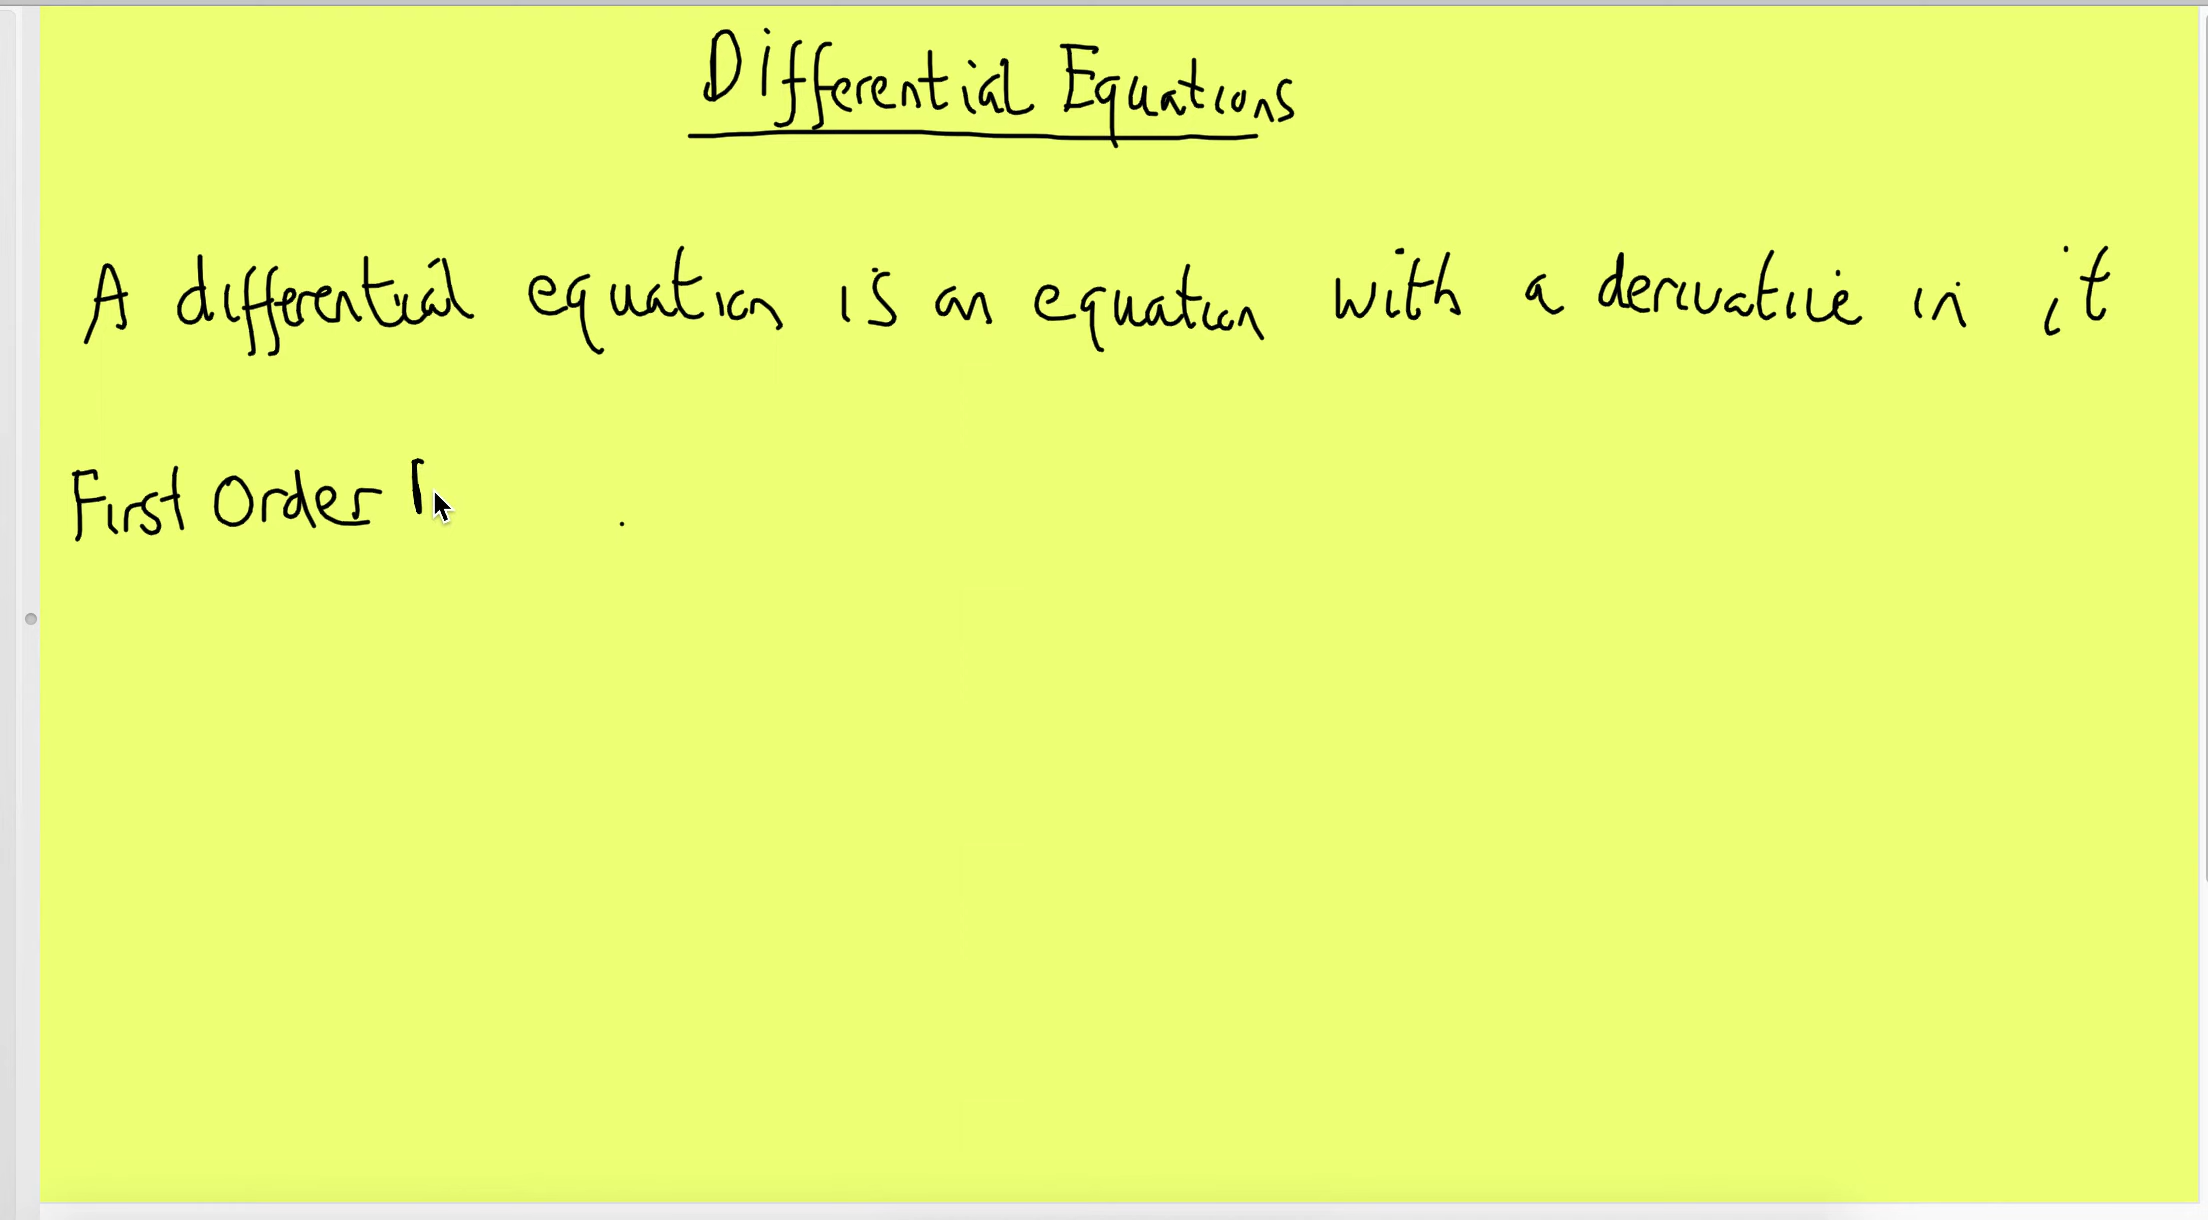 Differential Equations
A differential equation is an equation with a derivative in it
First Order